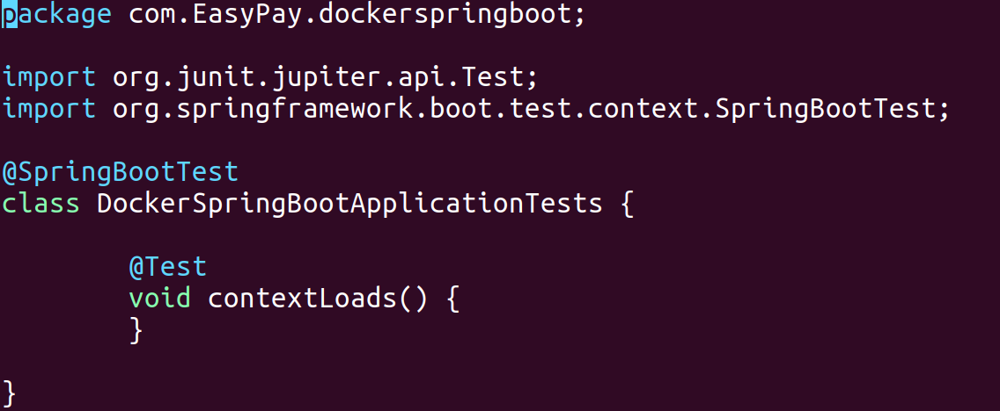 package com.EasyPay.dockerspringboot;
import org.junit.jupiter.api.Test;
import org.springframework.boot.test.context.SpringBootTest;
@SpringBootTest
class DockerSpringBootApplicationTests {
@Test
void contextLoads() {
}
}